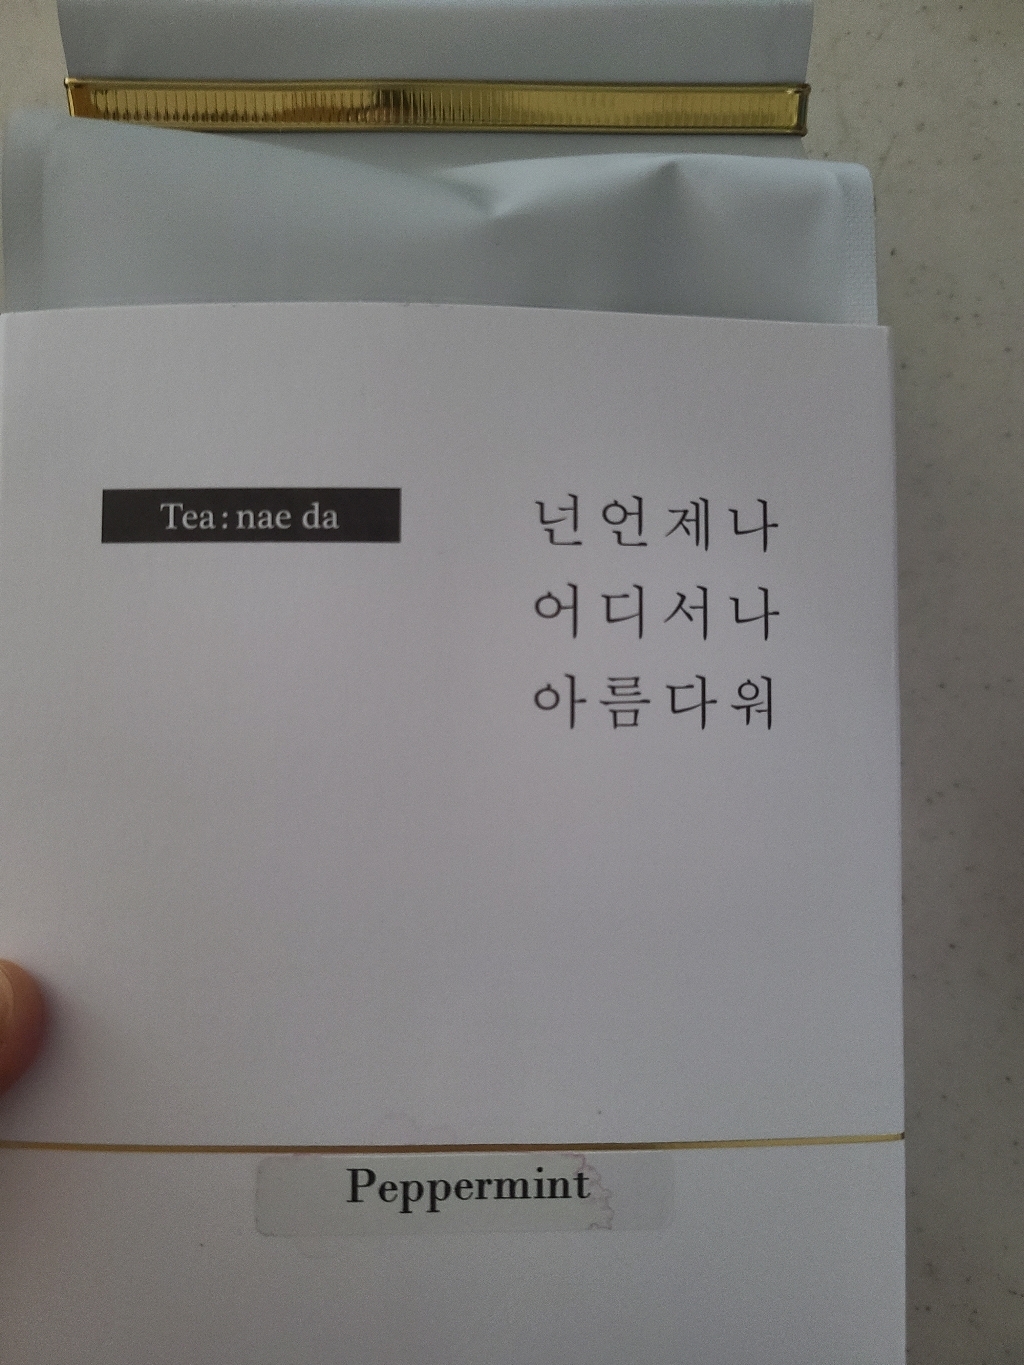 Tea:nae da
넌 언 제 나
어 디 서 나
아 름 다 워
Peppermint